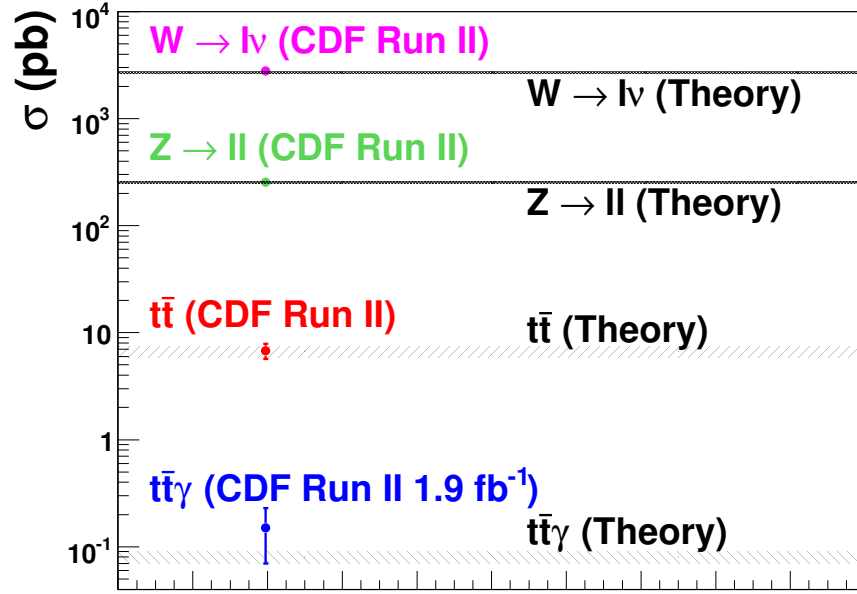 σ (pb)
10⁴
W → lν (CDF Run II)
W → lν (Theory)
10³
Z → ll (CDF Run II)
Z → ll (Theory)
10²
tt̄ (CDF Run II)
tt̄ (Theory)
10
1
tt̄γ (CDF Run II 1.9 fb⁻¹)
tt̄γ (Theory)
10⁻¹